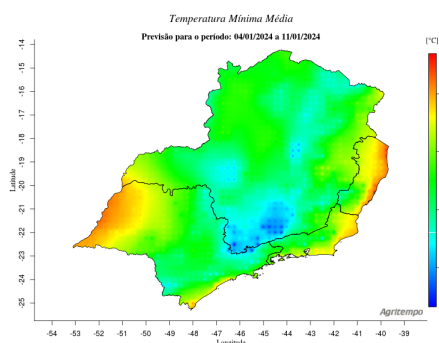 Temperatura Mínima Média
Previsão para o período: 04/01/2024 a 11/01/2024
[°C]
-14
-15
-16
-17
-18
-19
-20
-21
-22
-23
-24
-25
Latitude
Agritempo
-54 -53 -52 -51 -50 -49 -48 -47 -46 -45 -44 -43 -42 -41 -40 -39
Longitude